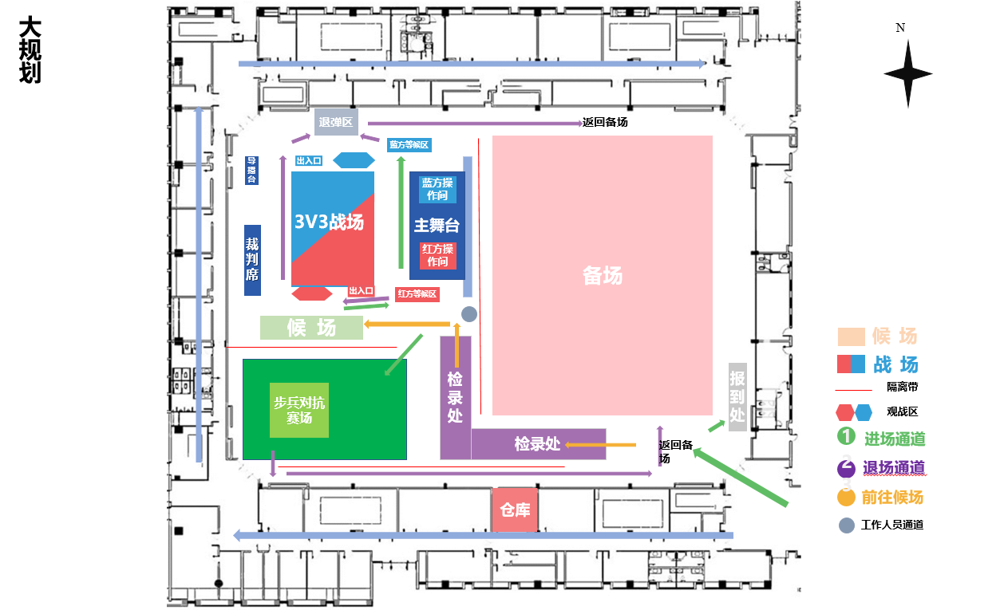 大规划
N
退弹区
返回备场
导播台
出入口
蓝方等候区
蓝方操
作间
3V3战场
主舞台
裁判席
红方操
作间
备场
出入口
红方等候区
候 场
检录处
步兵对抗
赛场
检录处
报到处
返回备
场
仓库
候 场
战 场
隔离带
观战区
1
进场通道
2
退场通道
3
前往候场
工作人员通道